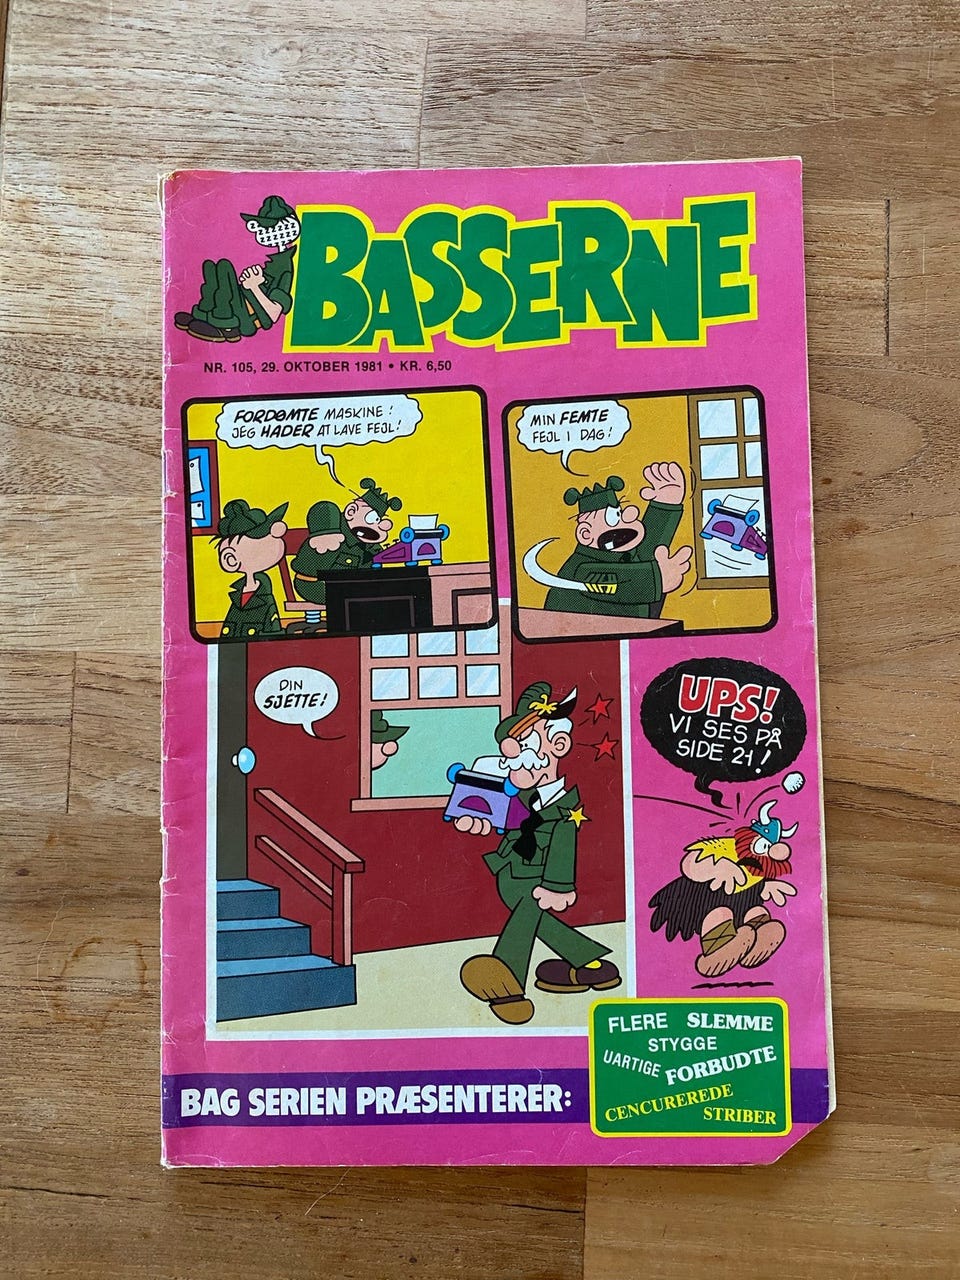 BASSERNE
NR. 105, 29. OKTOBER 1981 • KR. 6,50
FORDØMTE MASKINE!
JEG HADER AT LAVE FEJL!
MIN FEMTE
FEJL I DAG!
DIN
SJETTE!
UPS!
VI SES PÅ
SIDE 21!
FLERE SLEMME
STYGGE
UARTIGE FORBUDTE
CENCUREREDE
STRIBER
BAG SERIEN PRÆSENTERER: